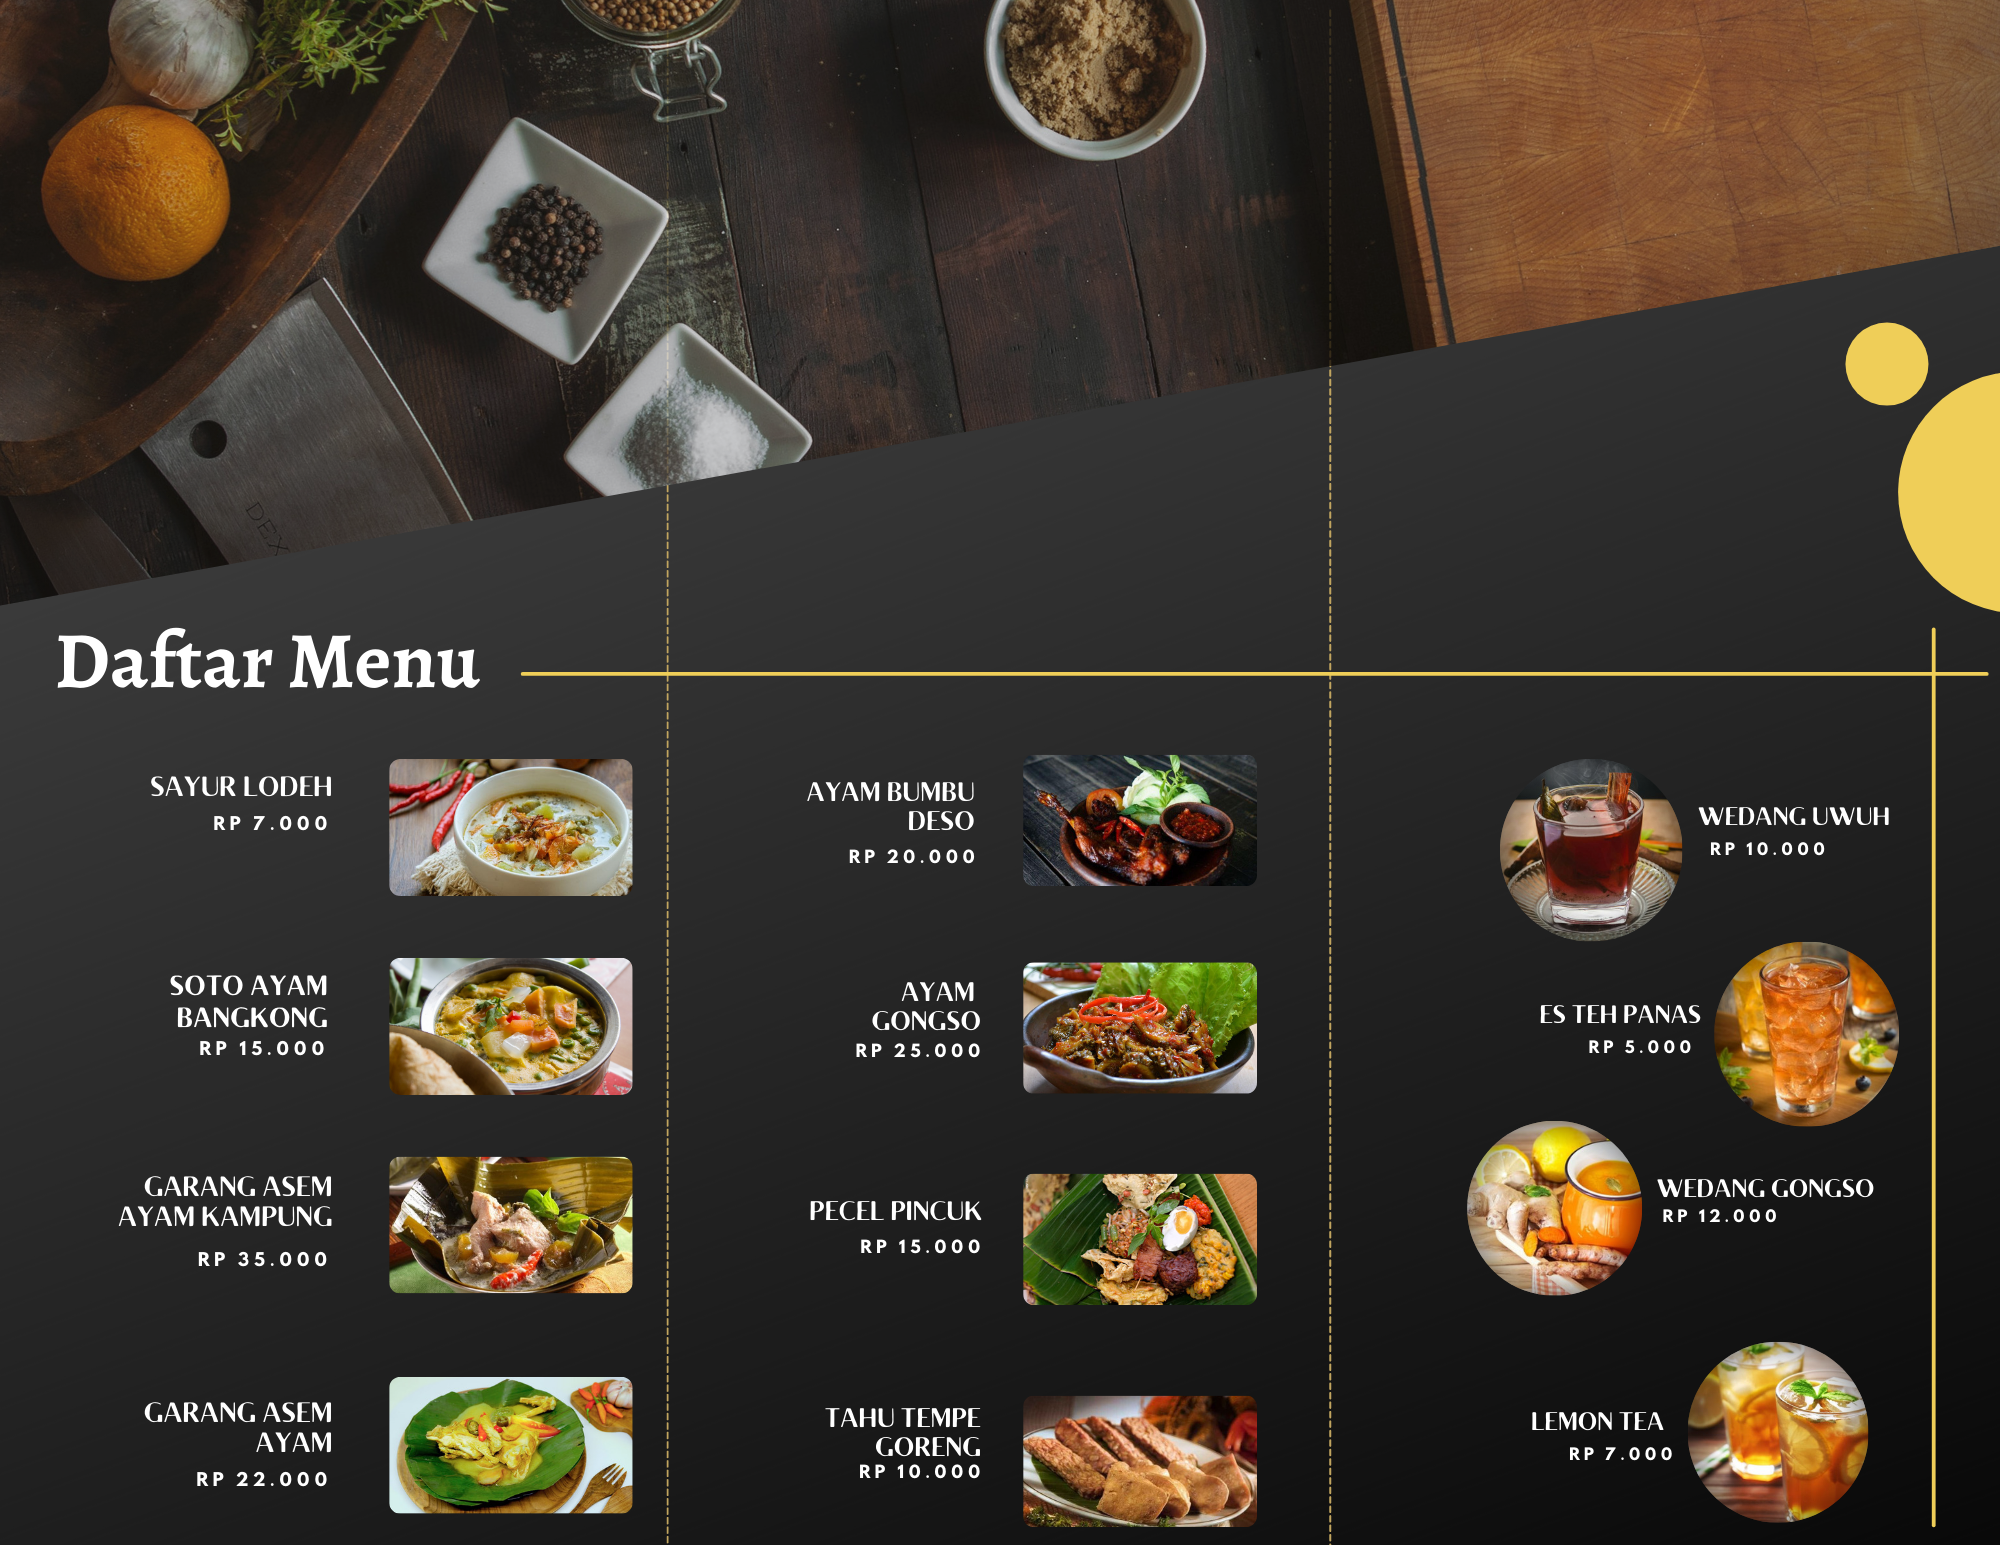 DEX
Daftar Menu
SAYUR LODEH
RP 7.000
SOTO AYAM
BANGKONG
RP 15.000
GARANG ASEM
AYAM KAMPUNG
RP 35.000
GARANG ASEM
AYAM
RP 22.000
AYAM BUMBU
DESO
RP 20.000
AYAM
GONGSO
RP 25.000
PECEL PINCUK
RP 15.000
TAHU TEMPE
GORENG
RP 10.000
WEDANG UWUH
RP 10.000
ES TEH PANAS
RP 5.000
WEDANG GONGSO
RP 12.000
LEMON TEA
RP 7.000